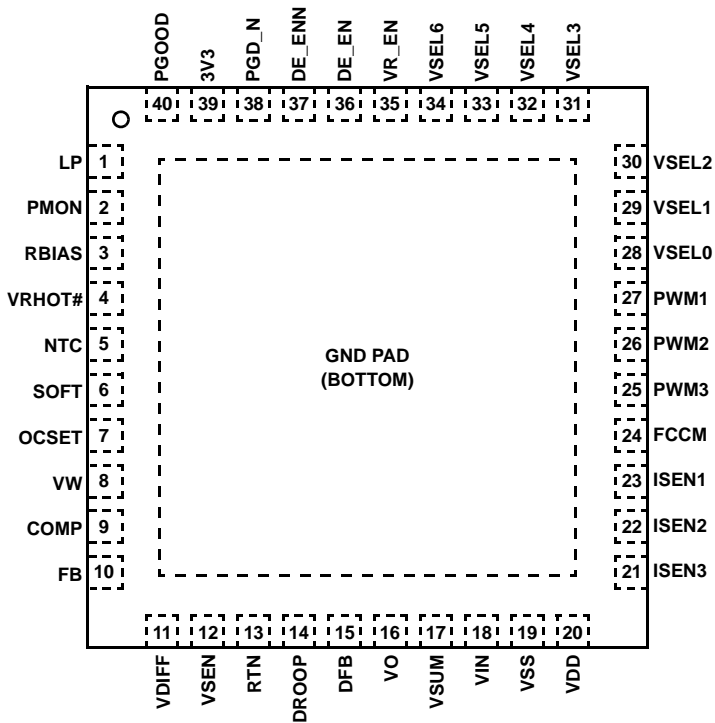 PGOOD 3V3 PGD_N DE_ENN DE_EN VR_EN VSEL6 VSEL5 VSEL4 VSEL3
40 39 38 37 36 35 34 33 32 31
LP 1 30 VSEL2
PMON 2 29 VSEL1
RBIAS 3 28 VSEL0
VRHOT# 4 27 PWM1
NTC 5 26 PWM2
SOFT 6 25 PWM3
OCSET 7 24 FCCM
VW 8 23 ISEN1
COMP 9 22 ISEN2
FB 10 21 ISEN3
GND PAD
(BOTTOM)
11 12 13 14 15 16 17 18 19 20
VDIFF VSEN RTN DROOP DFB VO VSUM VIN VSS VDD